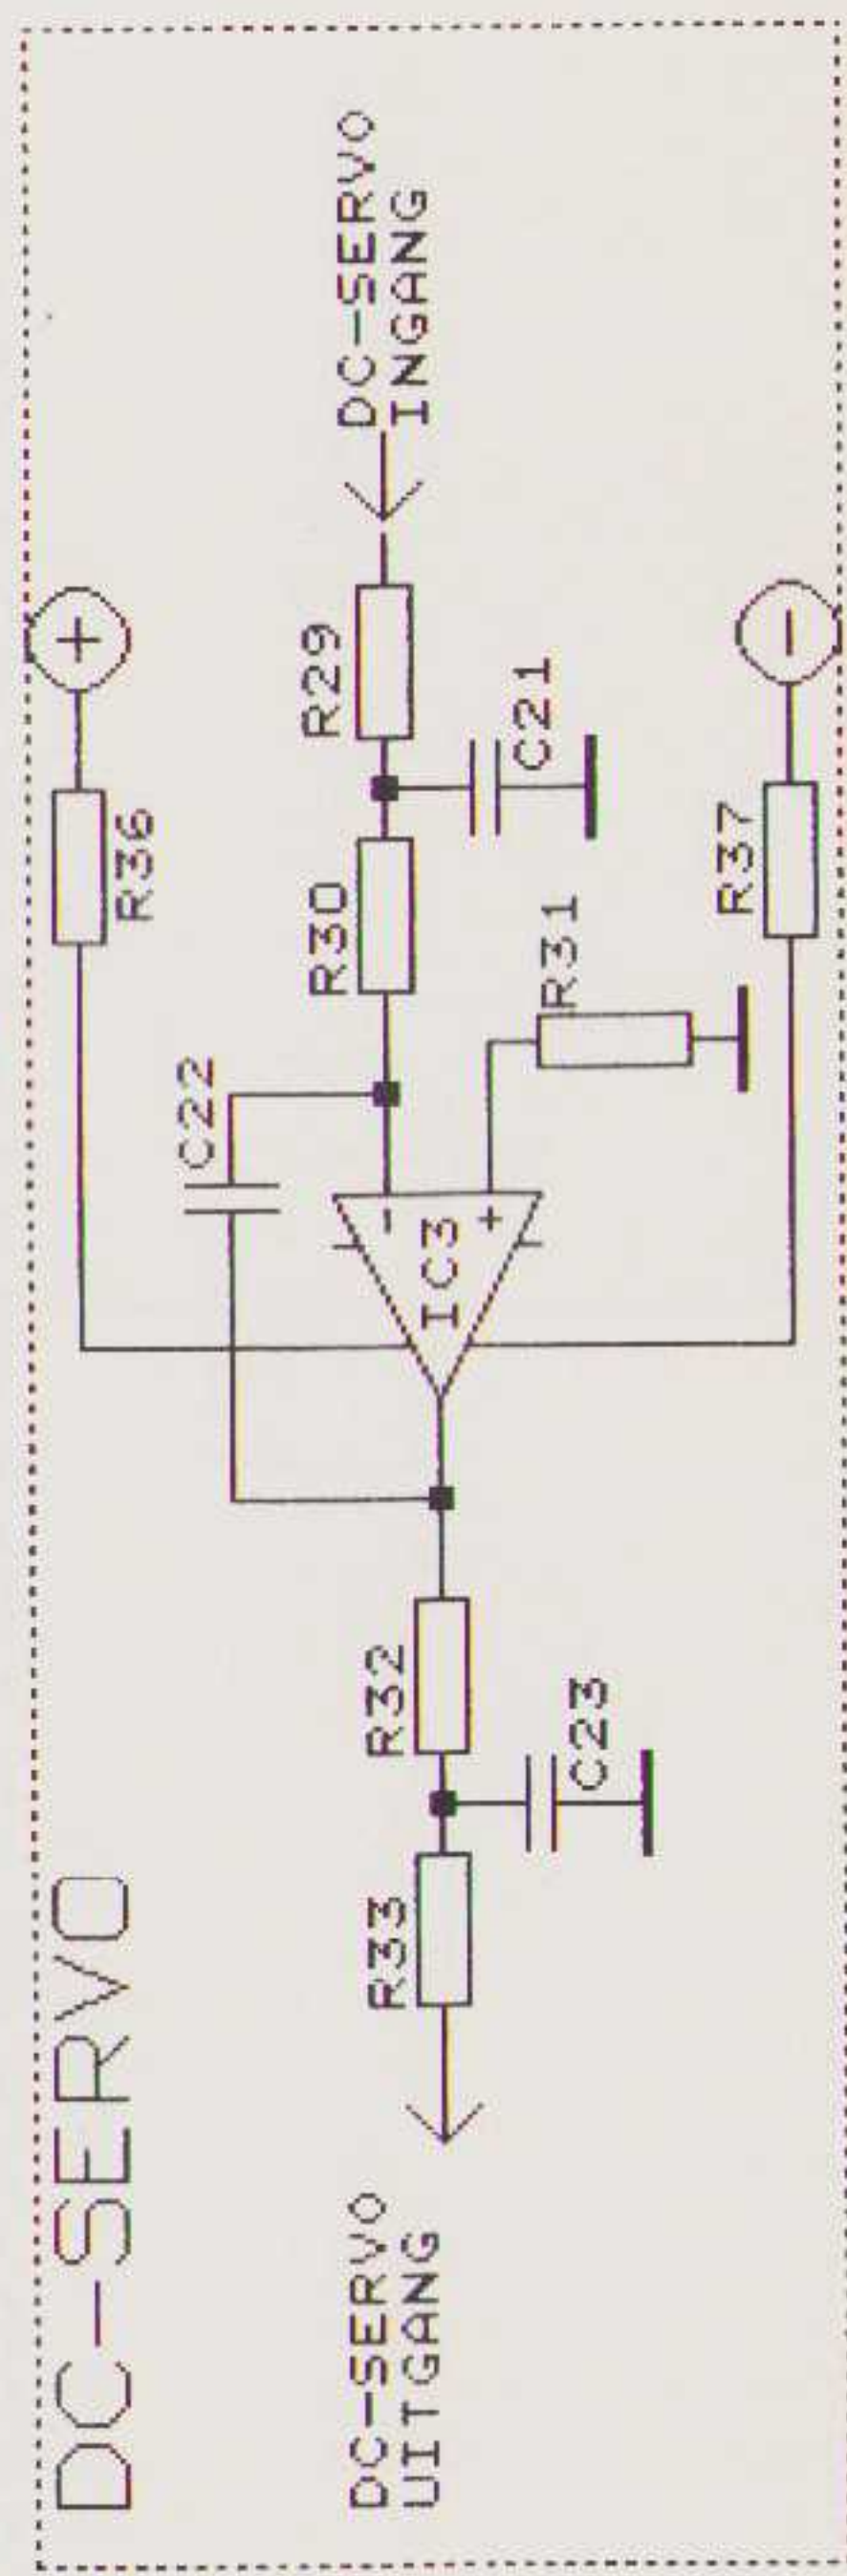 DC-SERVO
DC-SERVO
UITGANG
R33
R32
C23
C22
IC3
-
+
R30
R31
R29
C21
R36
+
R37
-
DC-SERVO
INGANG